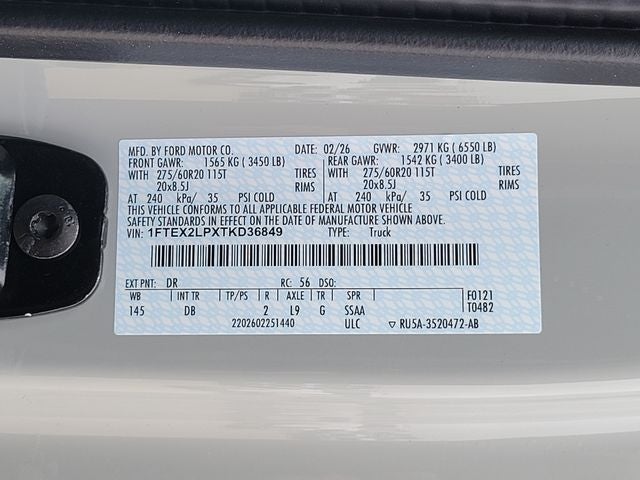 MFD. BY FORD MOTOR CO. DATE: 02/26 GVWR: 2971 KG ( 6550 LB)
FRONT GAWR: 1565 KG ( 3450 LB) REAR GAWR: 1542 KG ( 3400 LB)
WITH 275/60R20 115T TIRES WITH 275/60R20 115T TIRES
20x8.5J RIMS 20x8.5J RIMS
AT 240 kPa/ 35 PSI COLD AT 240 kPa/ 35 PSI COLD
THIS VEHICLE CONFORMS TO ALL APPLICABLE FEDERAL MOTOR VEHICLE
SAFETY STANDARDS IN EFFECT ON THE DATE OF MANUFACTURE SHOWN ABOVE.
VIN: 1FTEX2LPXTKD36849 TYPE: Truck
EXT PNT: DR RC: 56 DSO:
WB INT TR TP/PS R AXLE TR SPR F0121
145 DB 2 L9 G SSAA T0482
2202602251440 ULC ▽ RU5A-3520472-AB